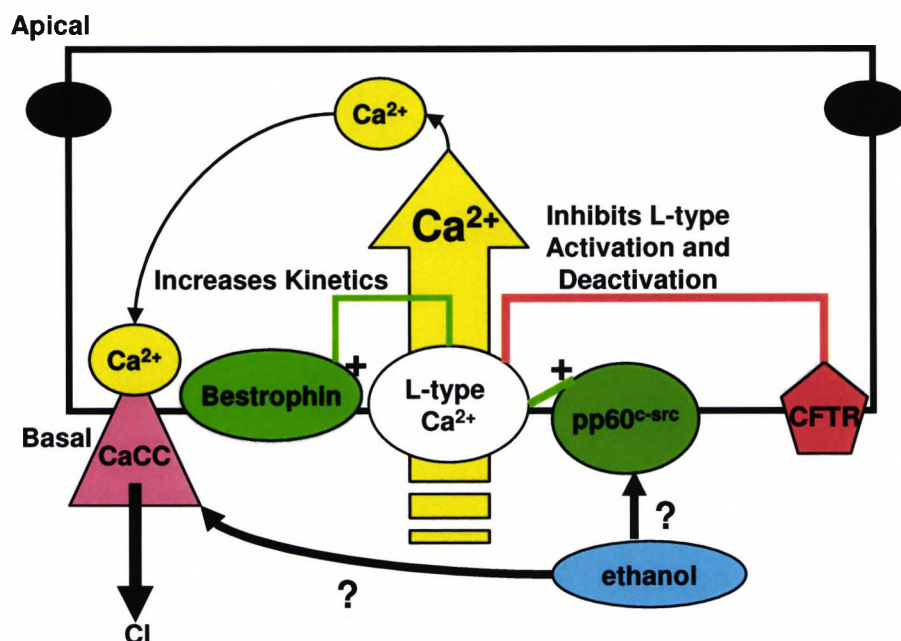 Apical
Ca2+
Ca2+
Inhibits L-type
Activation and
Deactivation
Increases Kinetics
Ca2+
Bestrophin
+
L-type
Ca2+
+
pp60c-src
CFTR
Basal
CaCC
?
ethanol
?
Cl